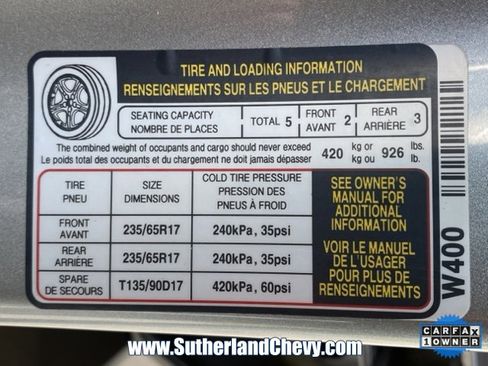 TIRE AND LOADING INFORMATION
RENSEIGNEMENTS SUR LES PNEUS ET LE CHARGEMENT
SEATING CAPACITY
NOMBRE DE PLACES
TOTAL 5
FRONT
AVANT 2
REAR
ARRIÈRE 3
The combined weight of occupants and cargo should never exceed
Le poids total des occupants et du chargement ne doit jamais dépasser
420 kg or
kg ou
926 lbs.
lb.
TIRE
PNEU
SIZE
DIMENSIONS
COLD TIRE PRESSURE
PRESSION DES
PNEUS À FROID
FRONT
AVANT
235/65R17
240kPa, 35psi
REAR
ARRIÈRE
235/65R17
240kPa, 35psi
SPARE
DE SECOURS
T135/90D17
420kPa, 60psi
SEE OWNER'S
MANUAL FOR
ADDITIONAL
INFORMATION
VOIR LE MANUEL
DE L'USAGER
POUR PLUS DE
RENSEIGNEMENTS
W400
www.SutherlandChevy.com
CARFAX
1 OWNER